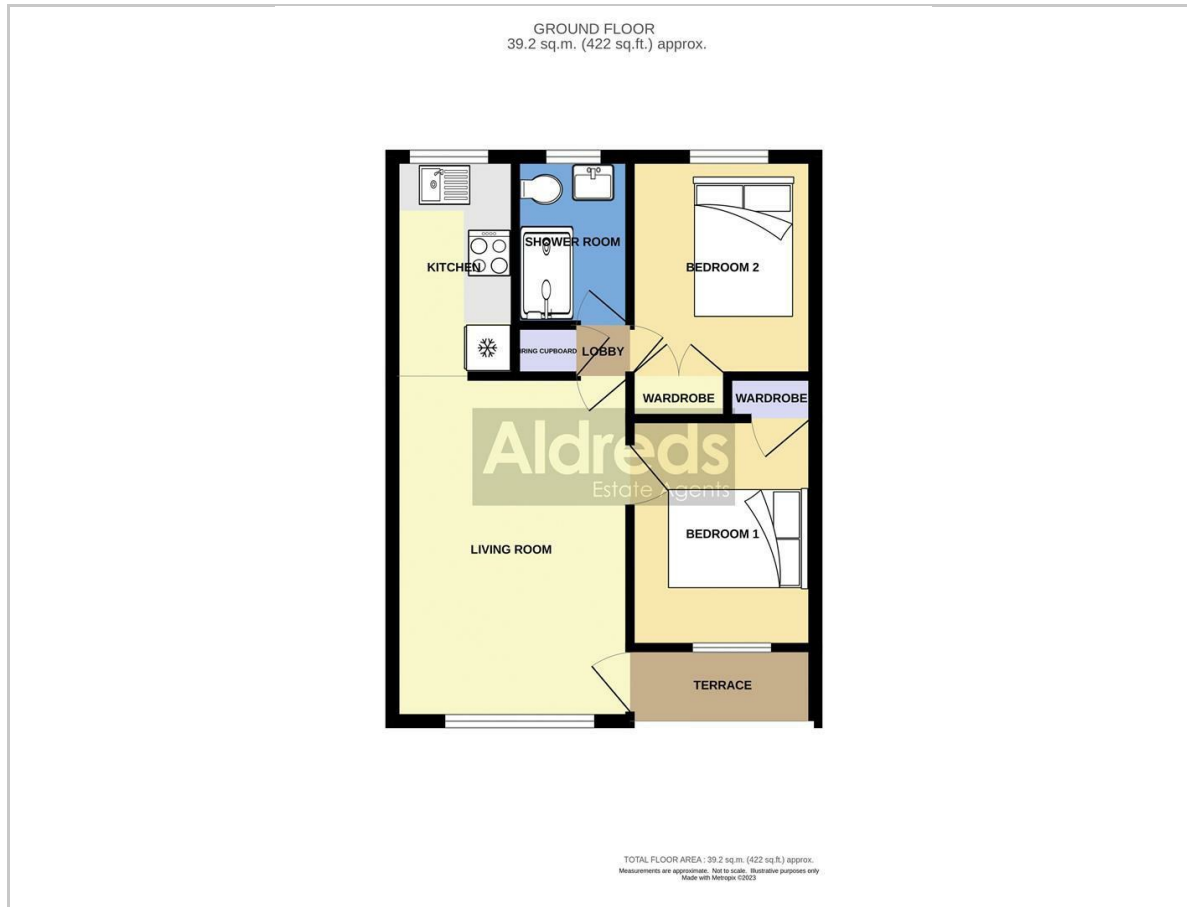 GROUND FLOOR
39.2 sq.m. (422 sq.ft.) approx.
SHOWER ROOM
KITCHEN
BEDROOM 2
IRING CUPBOARD
LOBBY
WARDROBE
WARDROBE
Aldreds
Estate Agents
BEDROOM 1
LIVING ROOM
TERRACE
TOTAL FLOOR AREA : 39.2 sq.m. (422 sq.ft.) approx.
Measurements are approximate. Not to scale. Illustrative purposes only
Made with Metropix ©2023